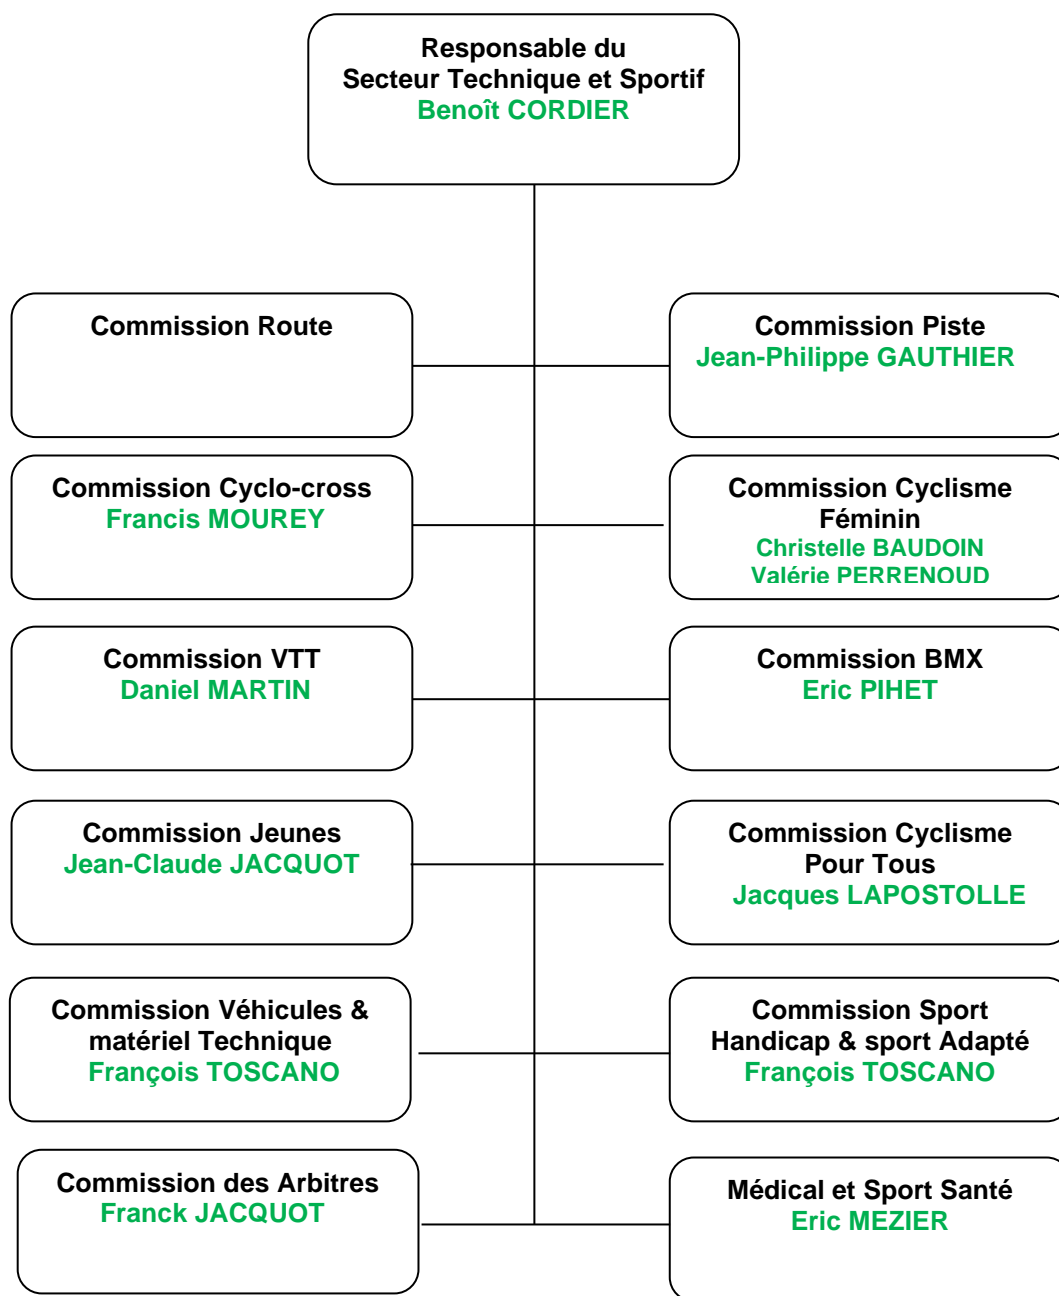 Responsable du
Secteur Technique et Sportif
Benoît CORDIER
Commission Route
Commission Piste
Jean-Philippe GAUTHIER
Commission Cyclo-cross
Francis MOUREY
Commission Cyclisme
Féminin
Christelle BAUDOIN
Valérie PERRENOUD
Commission VTT
Daniel MARTIN
Commission BMX
Eric PIHET
Commission Jeunes
Jean-Claude JACQUOT
Commission Cyclisme
Pour Tous
Jacques LAPOSTOLLE
Commission Véhicules &
matériel Technique
François TOSCANO
Commission Sport
Handicap & sport Adapté
François TOSCANO
Commission des Arbitres
Franck JACQUOT
Médical et Sport Santé
Eric MEZIER